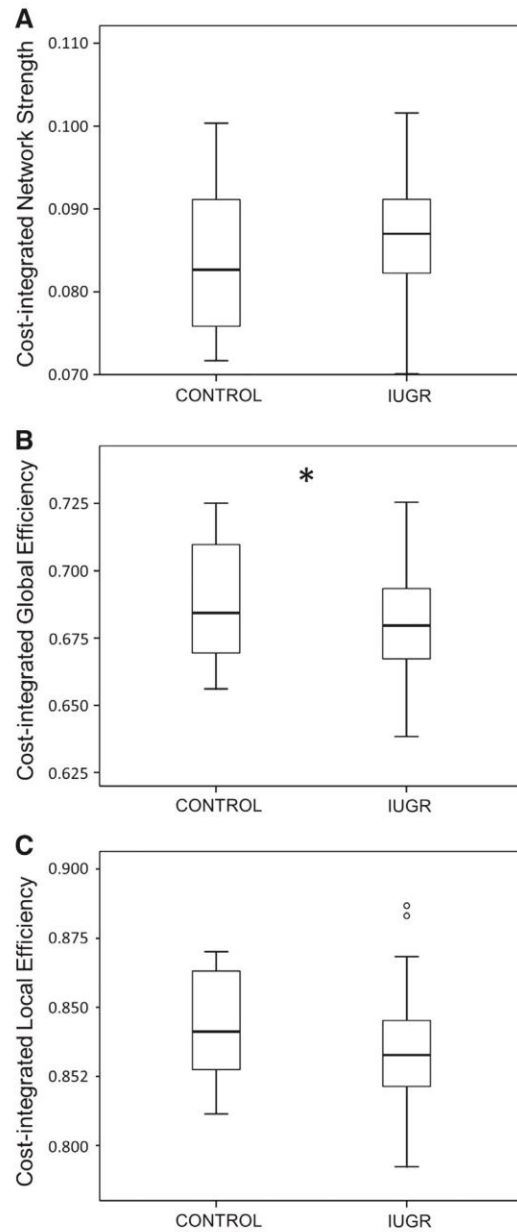 A
Cost-integrated Network Strength
0.110
0.100
0.090
0.080
0.070
CONTROL
IUGR
B
Cost-integrated Global Efficiency
*
0.725
0.700
0.675
0.650
0.625
CONTROL
IUGR
C
Cost-integrated Local Efficiency
0.900
0.875
0.850
0.852
0.800
CONTROL
IUGR